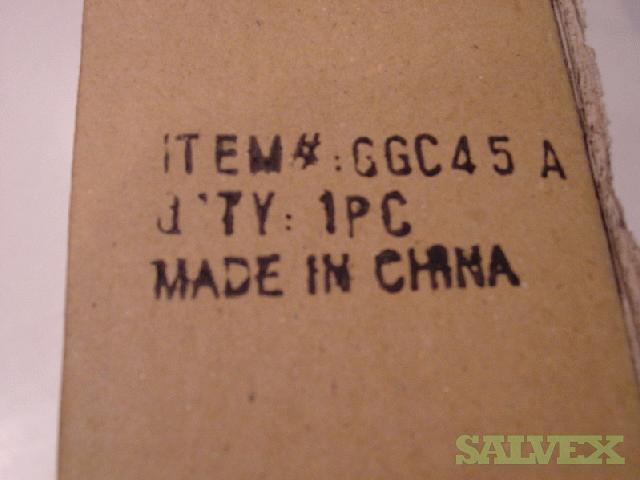 ITEM#:GGC45 A
Q'TY: 1PC
MADE IN CHINA
SALVEX